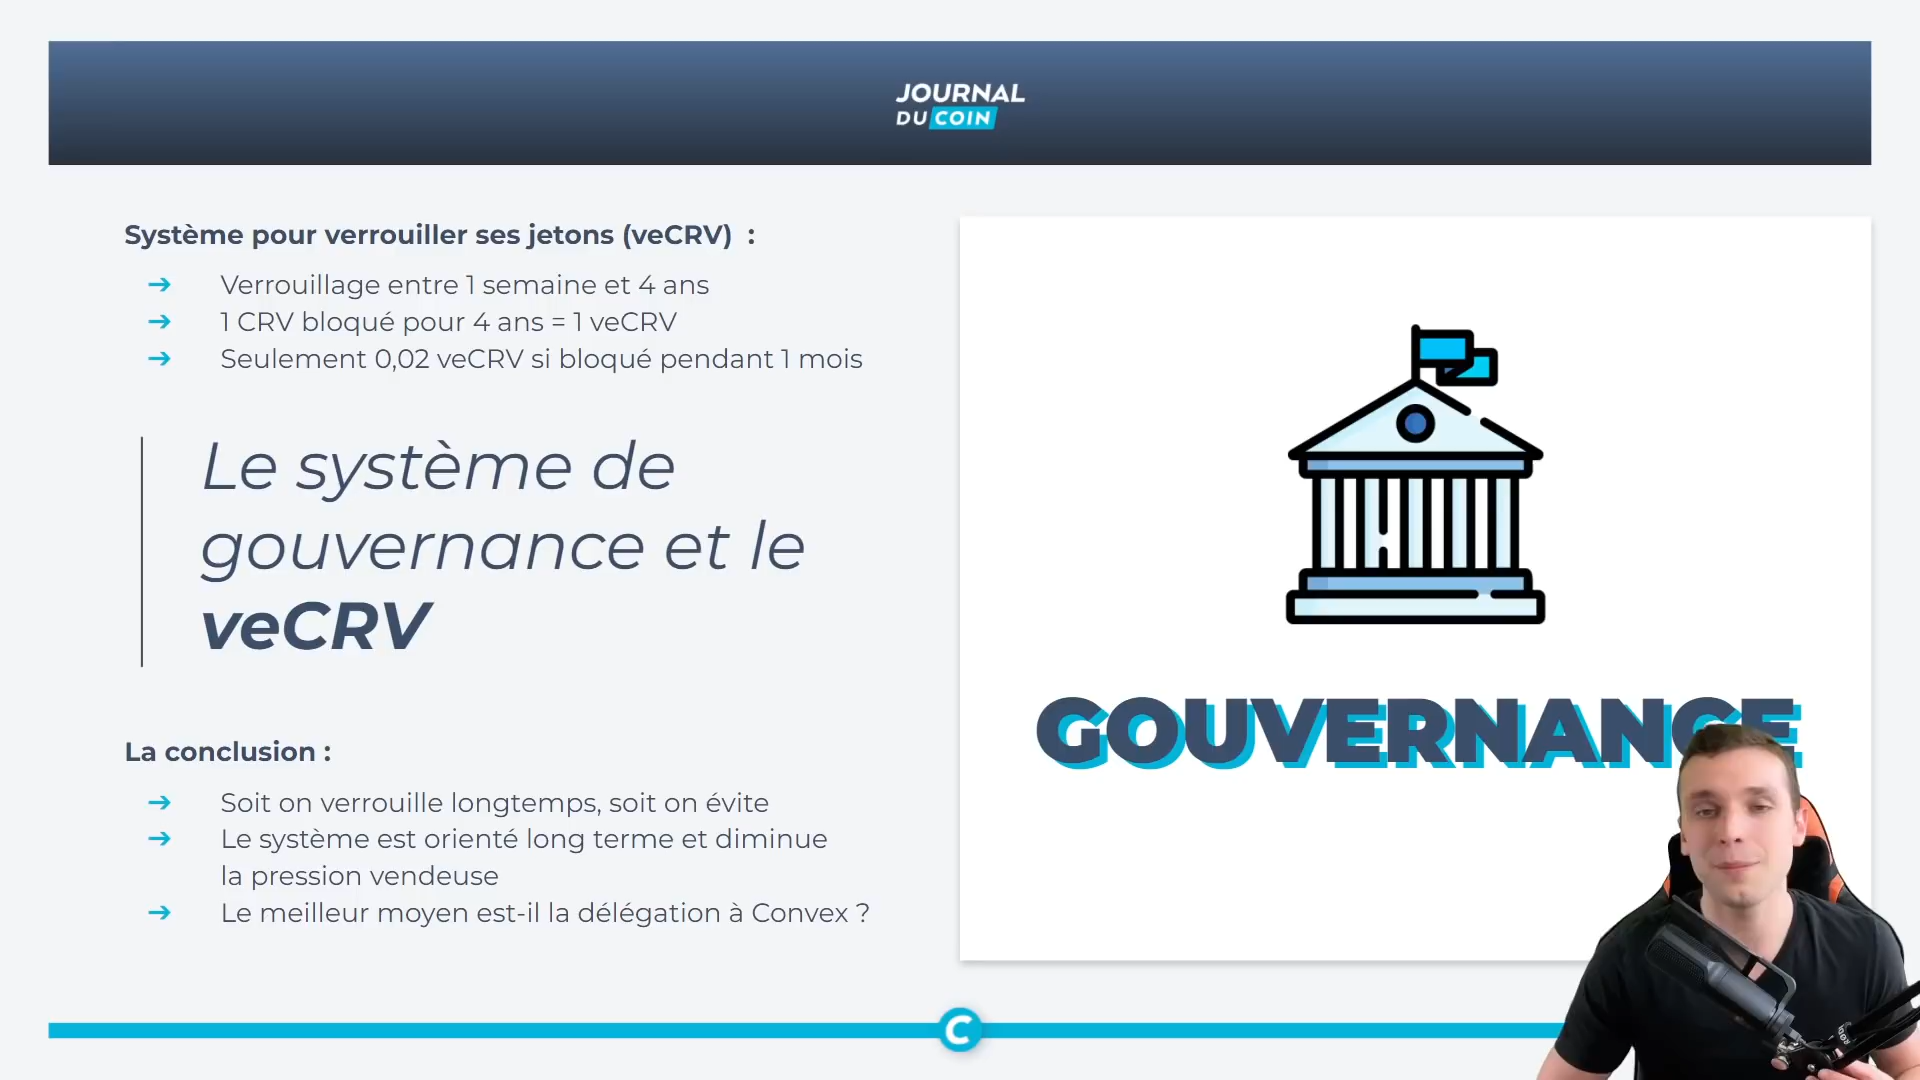 JOURNAL
DU COIN
Système pour verrouiller ses jetons (veCRV) :
➔ Verrouillage entre 1 semaine et 4 ans
➔ 1 CRV bloqué pour 4 ans = 1 veCRV
➔ Seulement 0,02 veCRV si bloqué pendant 1 mois
Le système de
gouvernance et le
veCRV
La conclusion :
➔ Soit on verrouille longtemps, soit on évite
➔ Le système est orienté long terme et diminue
la pression vendeuse
➔ Le meilleur moyen est-il la délégation à Convex ?
GOUVERNANCE
C